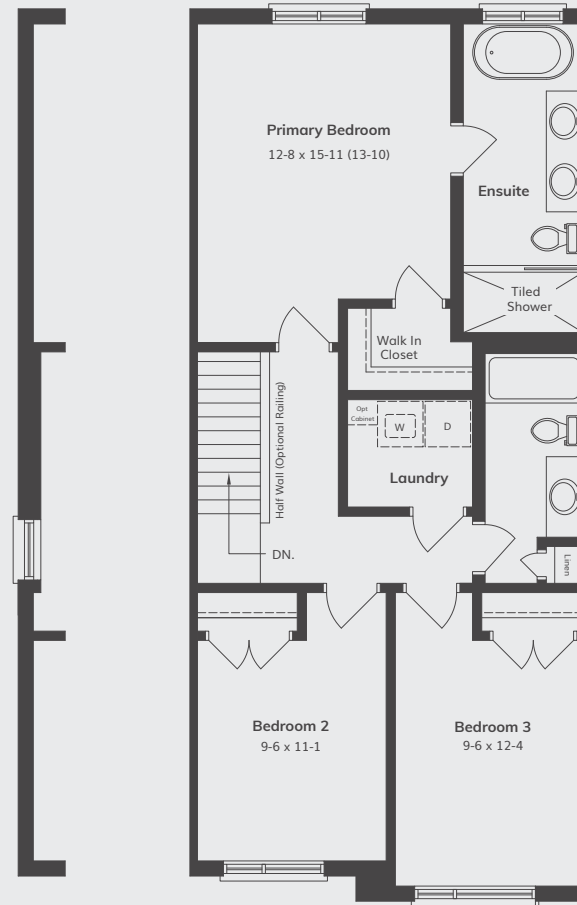 Primary Bedroom
12-8 x 15-11 (13-10)
Ensuite
Tiled
Shower
Walk In
Closet
Half Wall (Optional Railing)
Opt
Cabinet
W
D
Laundry
DN.
Linen
Bedroom 2
9-6 x 11-1
Bedroom 3
9-6 x 12-4